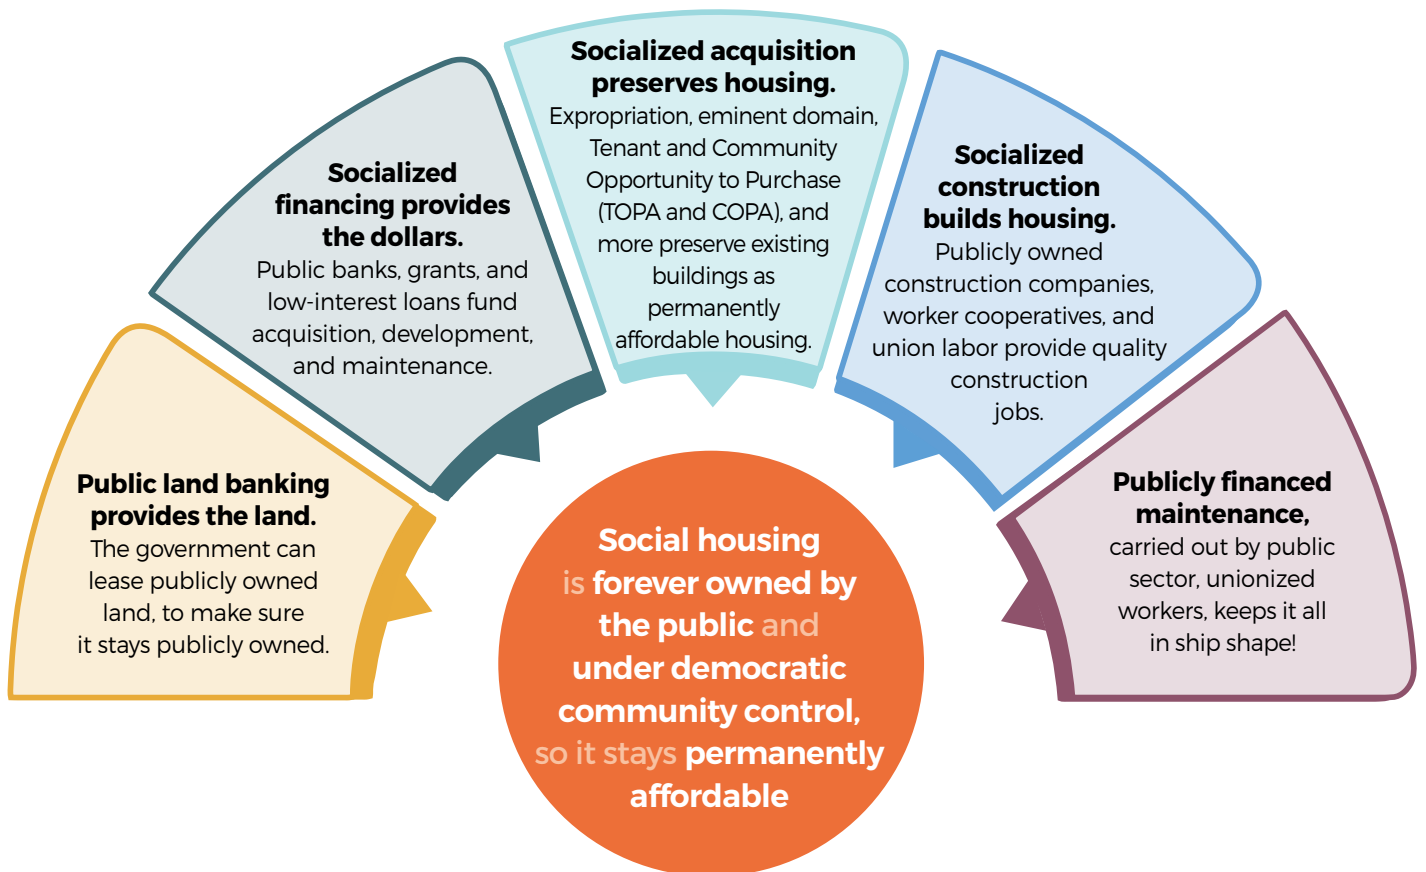 Public land banking
provides the land.
The government can
lease publicly owned
land, to make sure
it stays publicly owned.
Socialized
financing provides
the dollars.
Public banks, grants, and
low-interest loans fund
acquisition, development,
and maintenance.
Socialized acquisition
preserves housing.
Expropriation, eminent domain,
Tenant and Community
Opportunity to Purchase
(TOPA and COPA), and
more preserve existing
buildings as
permanently
affordable housing.
Socialized
construction
builds housing.
Publicly owned
construction companies,
worker cooperatives, and
union labor provide quality
construction
jobs.
Publicly financed
maintenance,
carried out by public
sector, unionized
workers, keeps it all
in ship shape!
Social housing
is forever owned by
the public and
under democratic
community control,
so it stays permanently
affordable